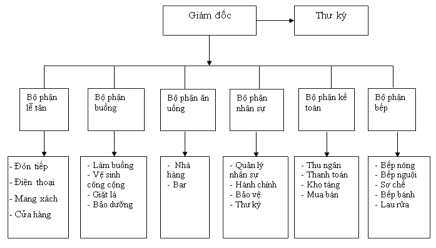 Giám đốc
Thư ký
Bộ phận
lễ tân
Bộ phận
buồng
Bộ phận ăn
uống
Bộ phận
nhân sự
Bộ phận kế
toán
Bộ phận
bếp
- Đón tiếp
- Điện thoại
- Mang xách
- Cửa hàng
- Làm buồng
- Vệ sinh
công cộng
- Giặt là
- Bảo dưỡng
- Nhà
hàng
- Bar
- Quản lý
nhân sự
- Hành chính
- Bảo vệ
- Thư ký
- Thu ngân
- Thanh toán
- Kho tàng
- Mua bán
- Bếp nóng
- Bếp nguội
- Sơ chế
- Bếp bánh
- Lau rửa